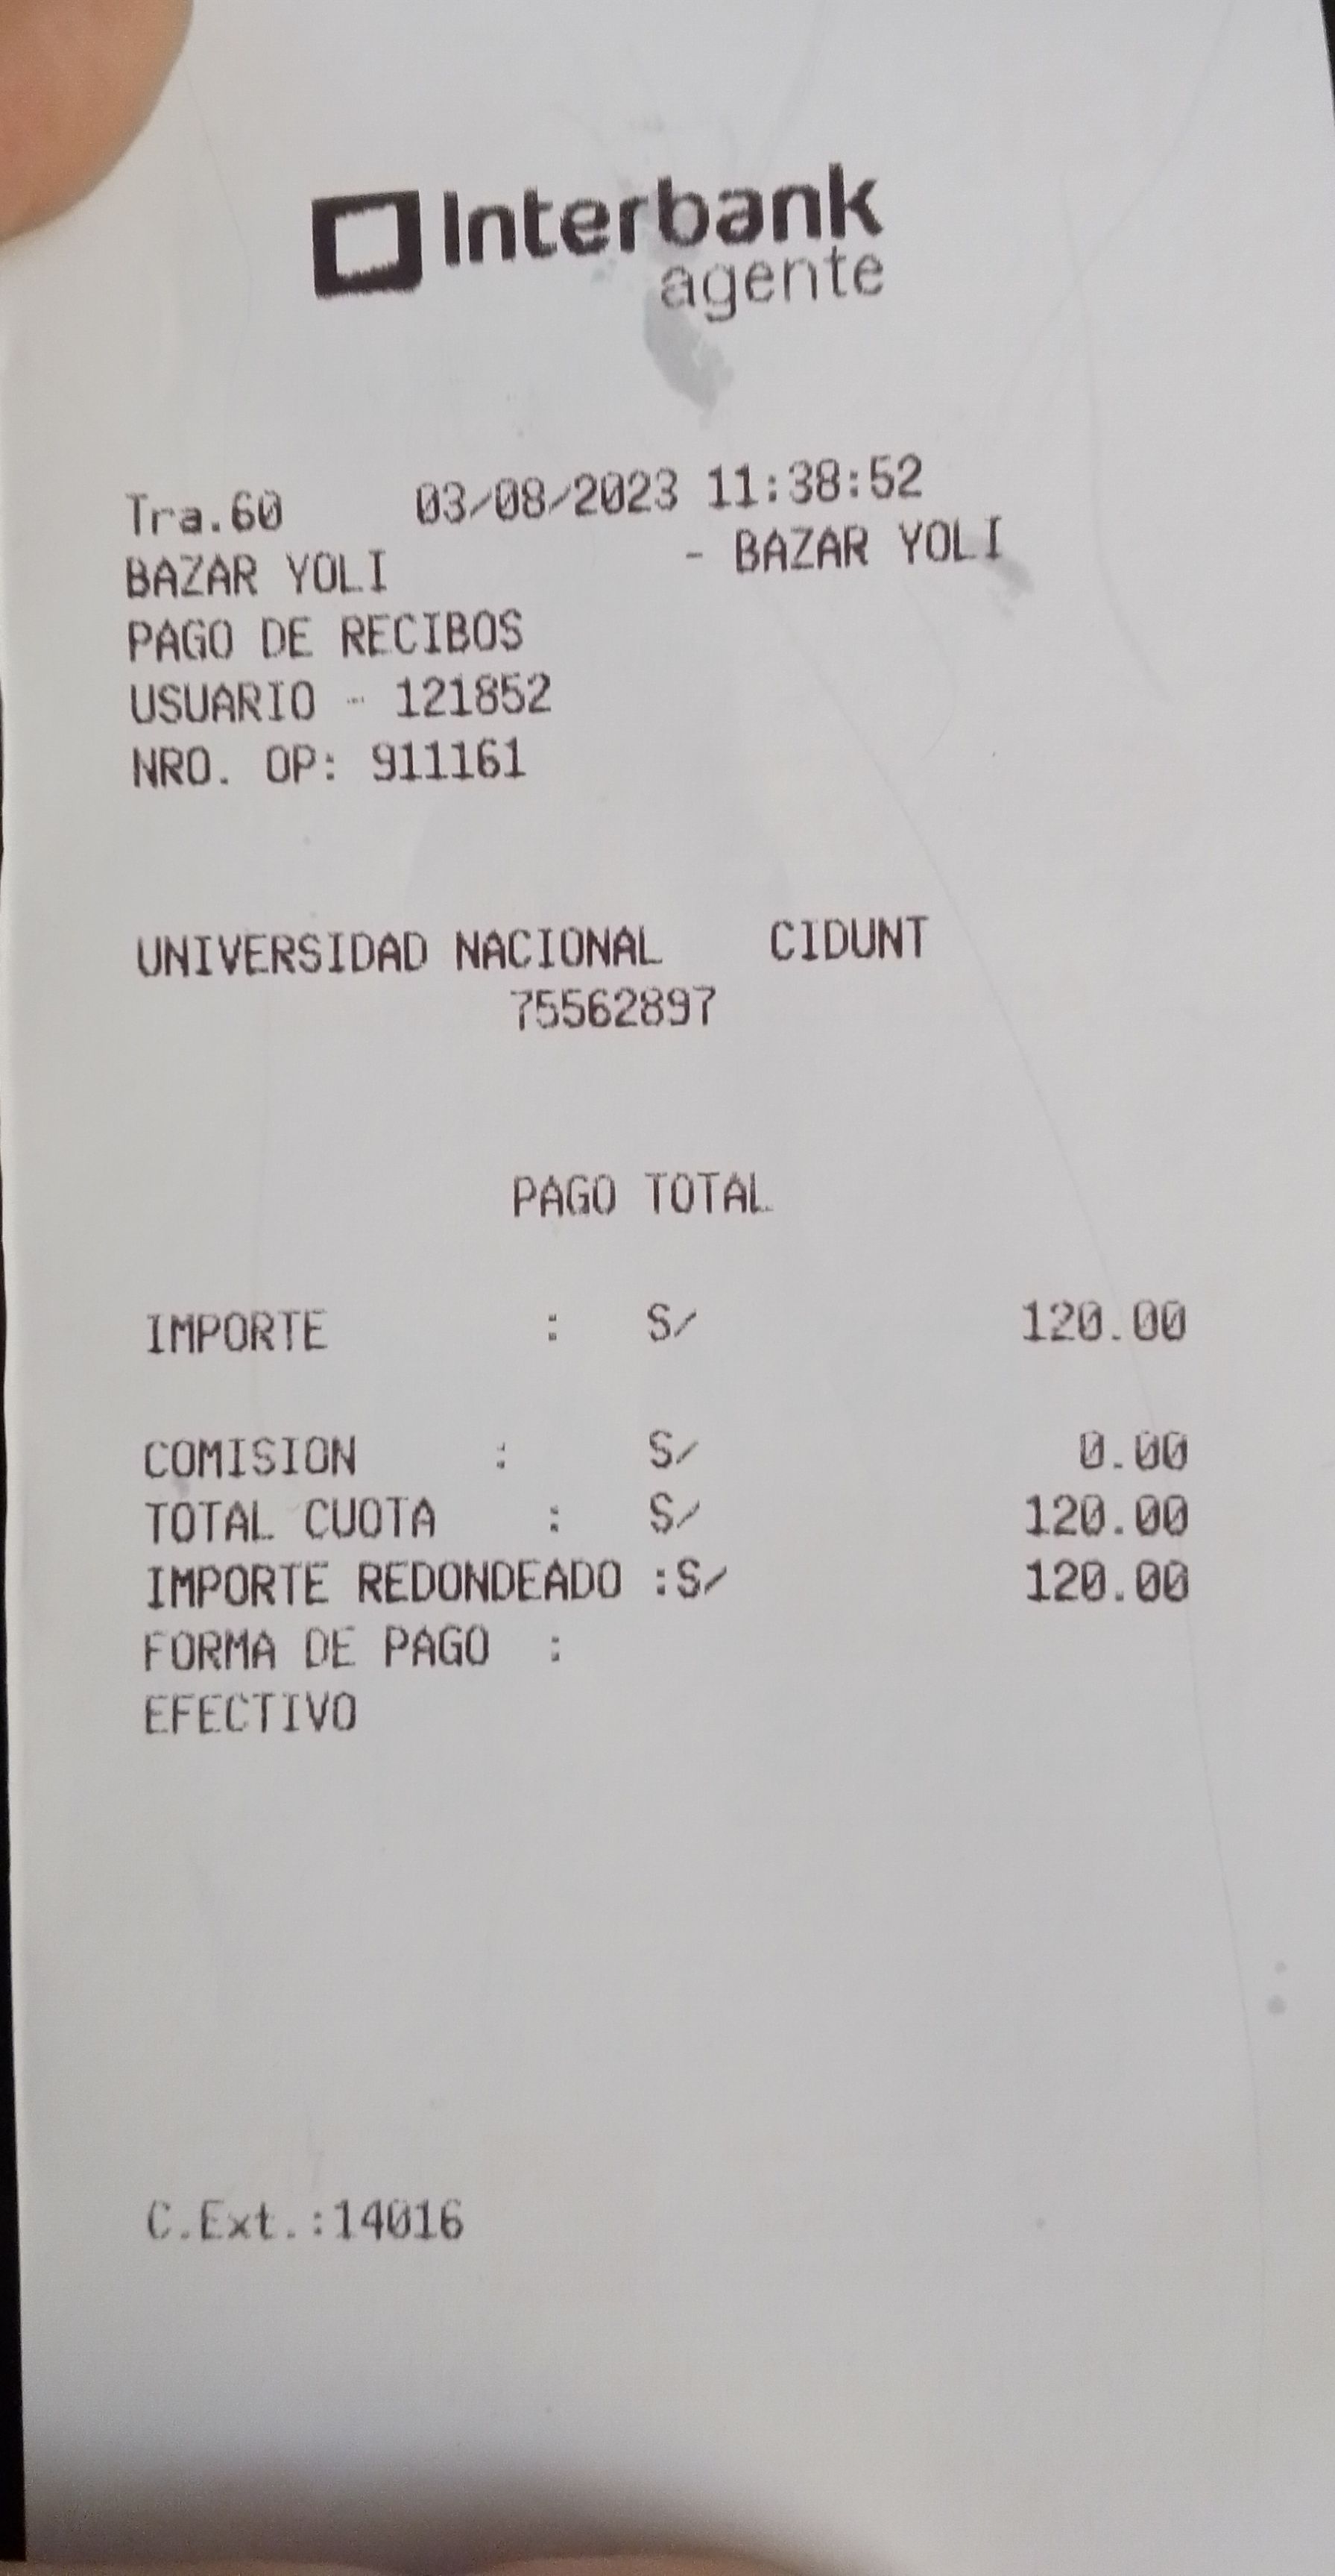 Interbank
agente
Tra.60 03/08/2023 11:38:52
BAZAR YOLI - BAZAR YOLI
PAGO DE RECIBOS
USUARIO - 121852
NRO. OP: 911161
UNIVERSIDAD NACIONAL CIDUNT
75562897
PAGO TOTAL
IMPORTE : S/ 120.00
COMISION : S/ 0.00
TOTAL CUOTA : S/ 120.00
IMPORTE REDONDEADO :S/ 120.00
FORMA DE PAGO :
EFECTIVO
C.Ext.:14016